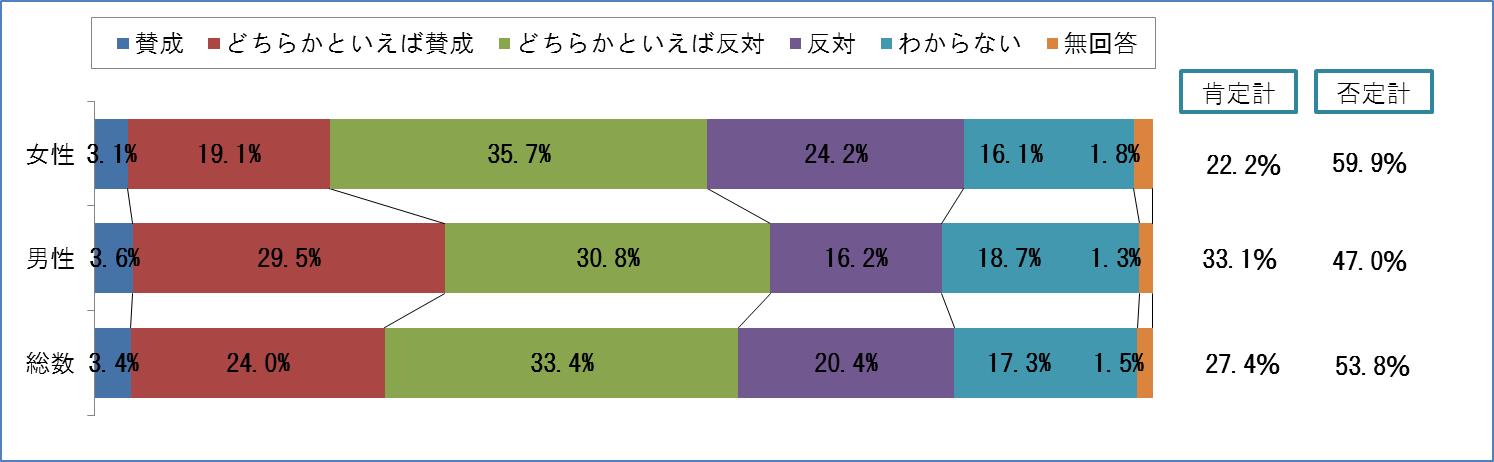 賛成 どちらかといえば賛成 どちらかといえば反対 反対 わからない 無回答
肯定計 否定計
女性 3.1% 19.1% 35.7% 24.2% 16.1% 1.8% 22.2% 59.9%
男性 3.6% 29.5% 30.8% 16.2% 18.7% 1.3% 33.1% 47.0%
総数 3.4% 24.0% 33.4% 20.4% 17.3% 1.5% 27.4% 53.8%